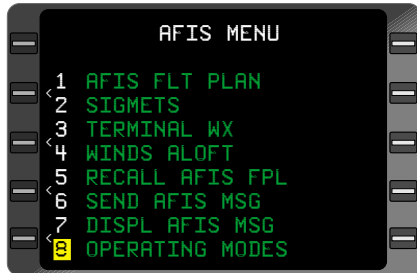 AFIS MENU
1 AFIS FLT PLAN
<
2 SIGMETS
3 TERMINAL WX
<
4 WINDS ALOFT
5 RECALL AFIS FPL
<
6 SEND AFIS MSG
7 DISPL AFIS MSG
<
8 OPERATING MODES